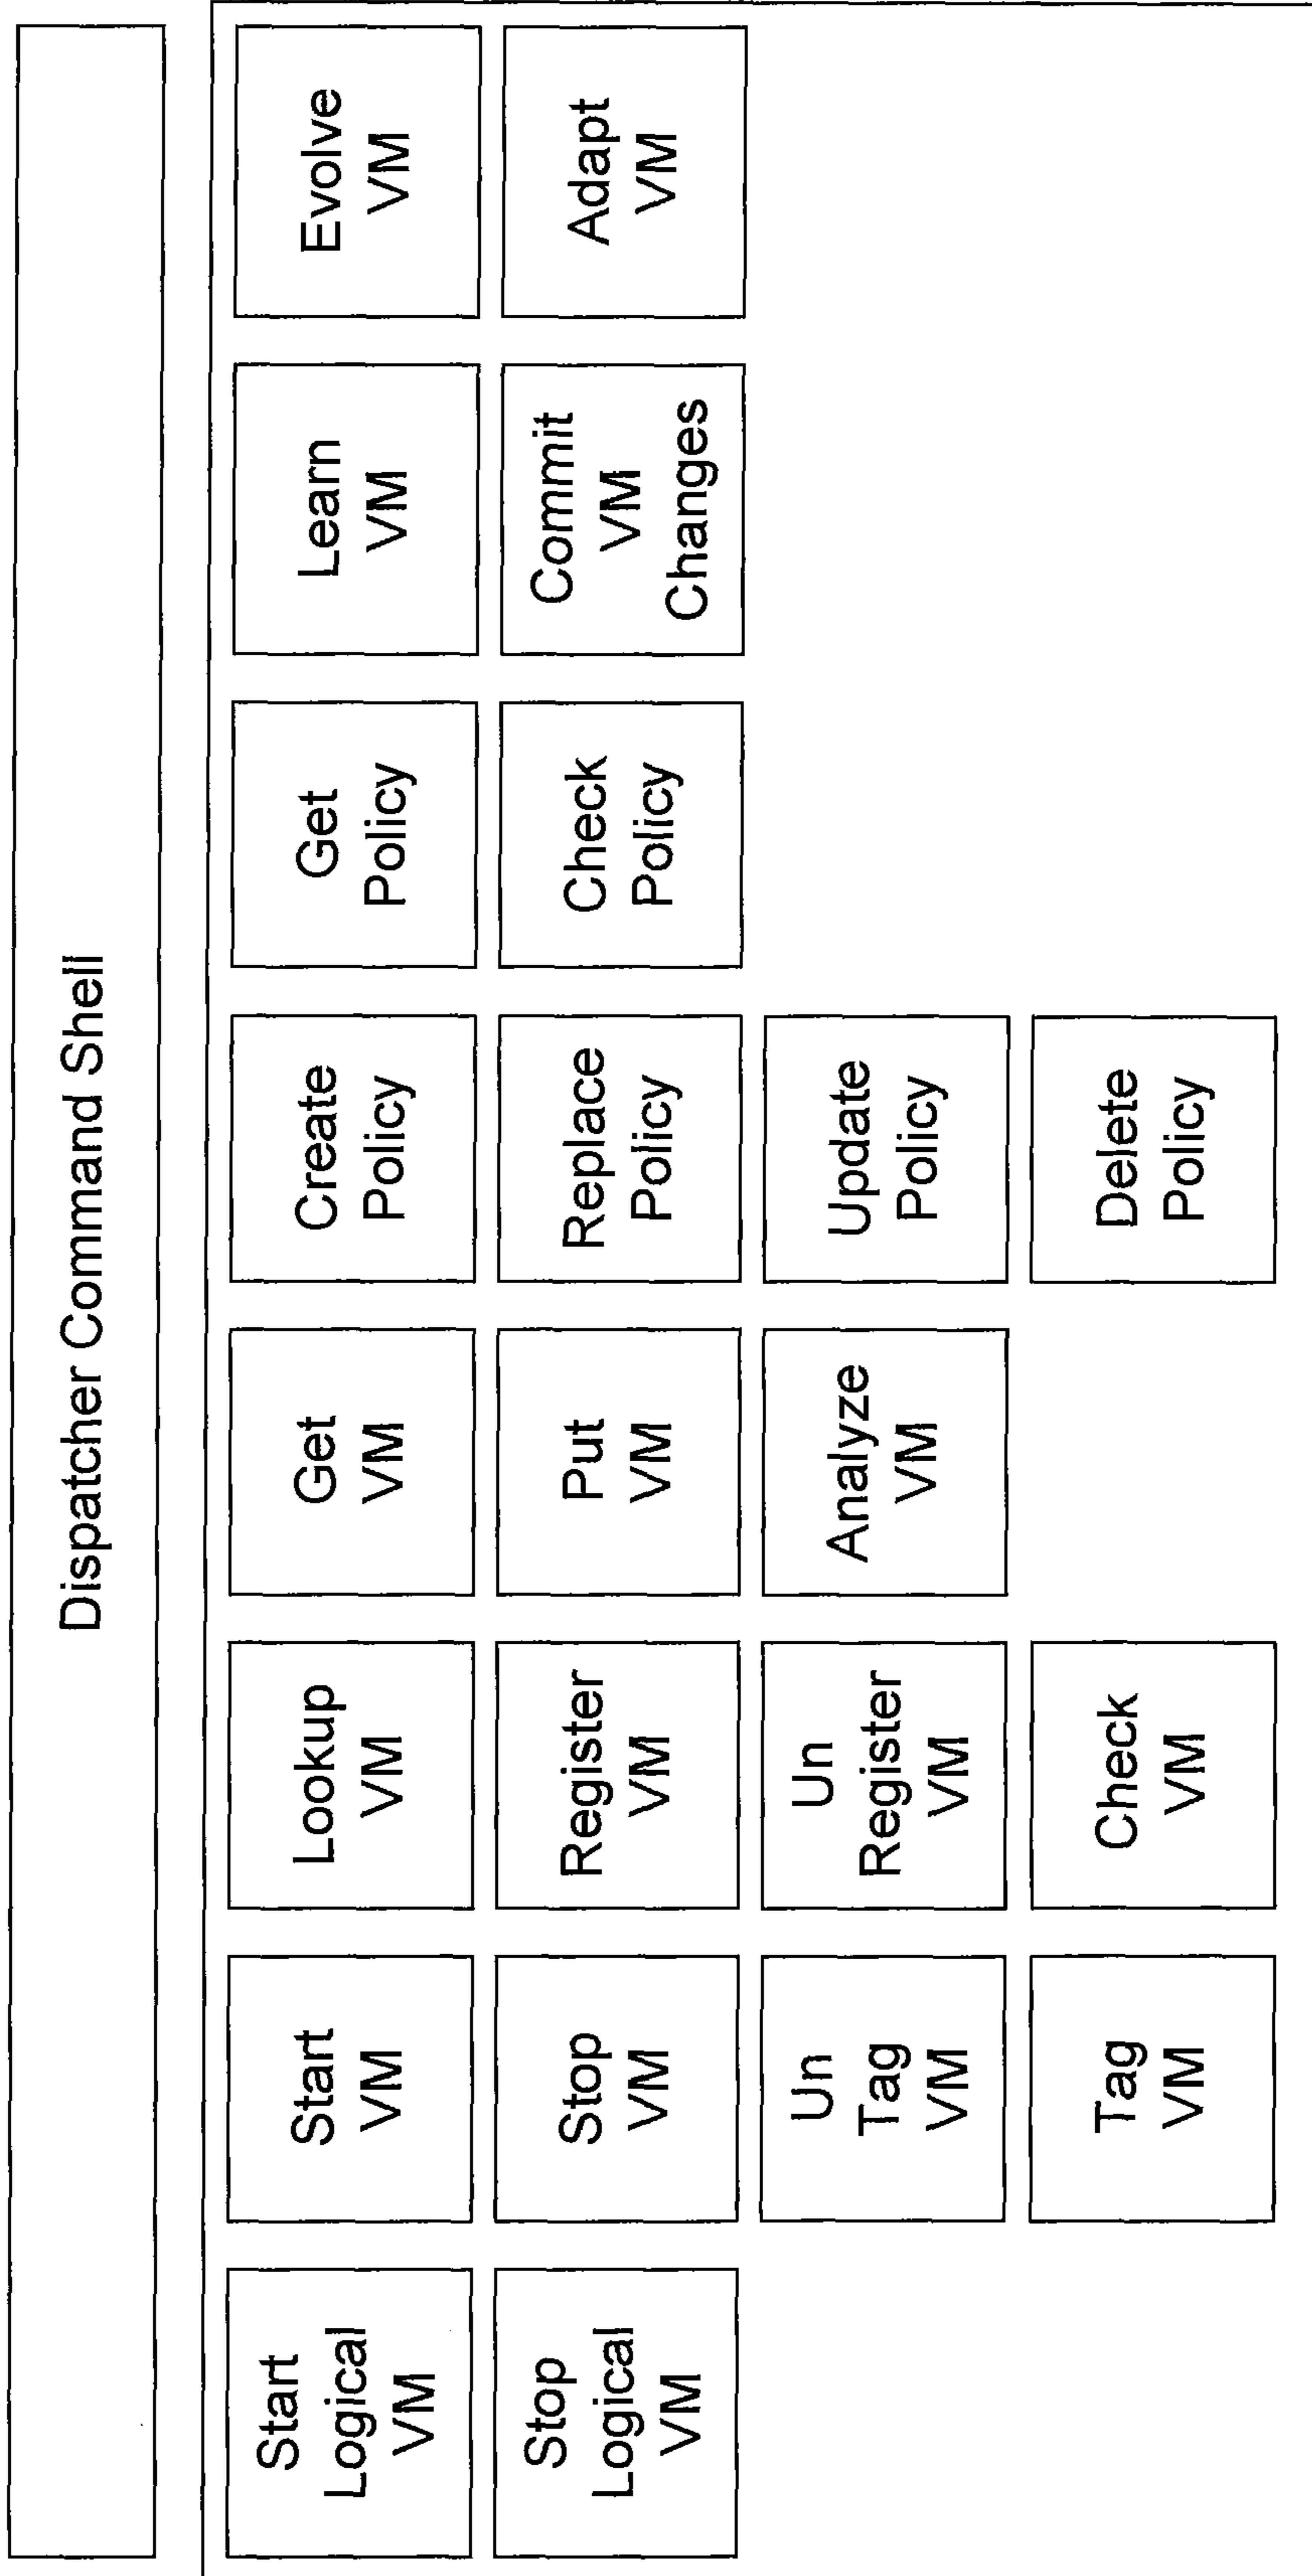 Dispatcher Command Shell
Start
Logical
VM
Start
VM
Lookup
VM
Get
VM
Create
Policy
Get
Policy
Learn
VM
Evolve
VM
Stop
Logical
VM
Stop
VM
Register
VM
Put
VM
Replace
Policy
Check
Policy
Commit
VM
Changes
Adapt
VM
Un
Tag
VM
Un
Register
VM
Analyze
VM
Update
Policy
Tag
VM
Check
VM
Delete
Policy